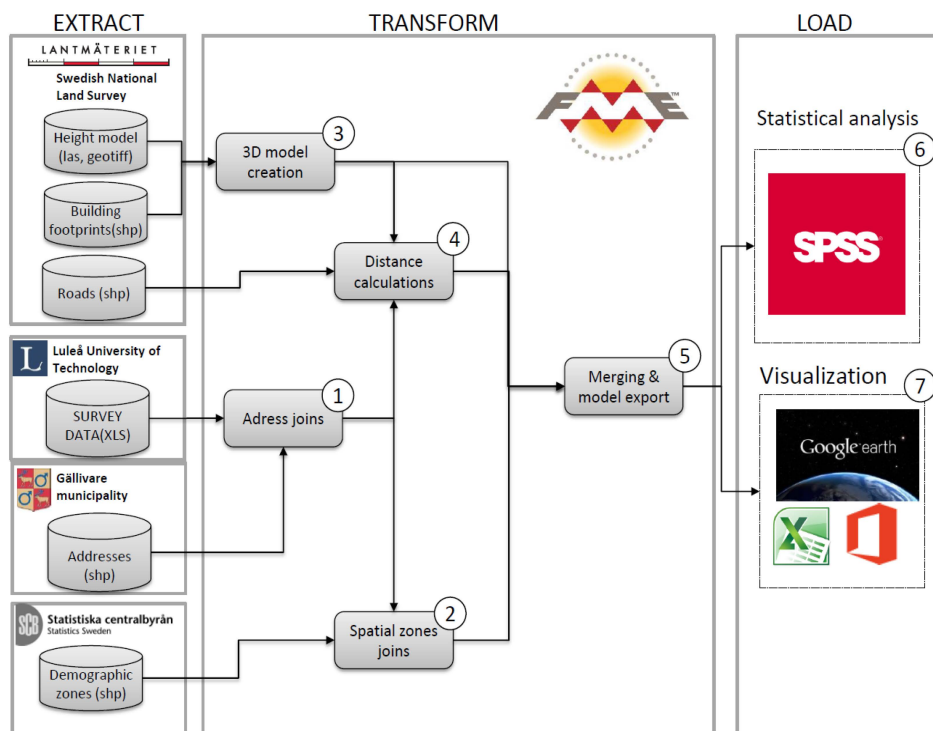 EXTRACT
TRANSFORM
LOAD
LANTMÄTERIET
Swedish National
Land Survey
Height model
(las, geotiff)
Building
footprints(shp)
Roads (shp)
Luleå University of
Technology
L
SURVEY
DATA(XLS)
Gällivare
municipality
Addresses
(shp)
SCB
Statistiska centralbyrån
Statistics Sweden
Demographic
zones (shp)
3
3D model
creation
4
Distance
calculations
1
Adress joins
2
Spatial zones
joins
FME™
5
Merging &
model export
Statistical analysis
6
SPSS
Visualization
7
Google earth
X